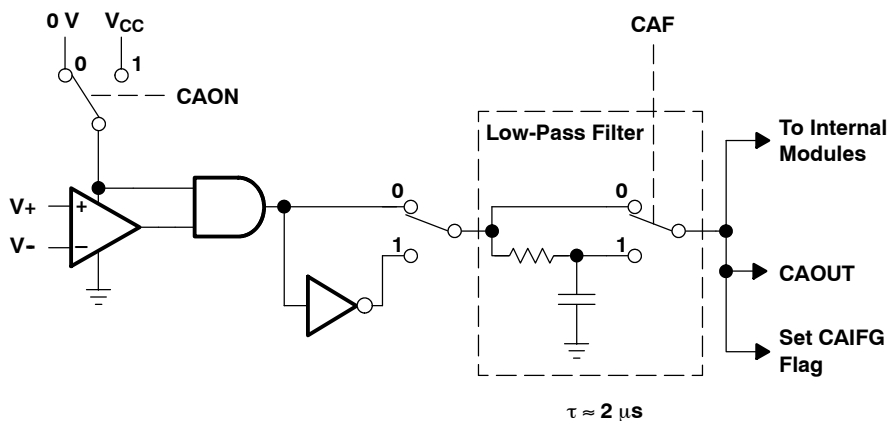 0 V
VCC
0
1
CAON
V+
+
V-
−
0
1
CAF
Low-Pass Filter
0
1
To Internal
Modules
CAOUT
Set CAIFG
Flag
τ ≈ 2 μs